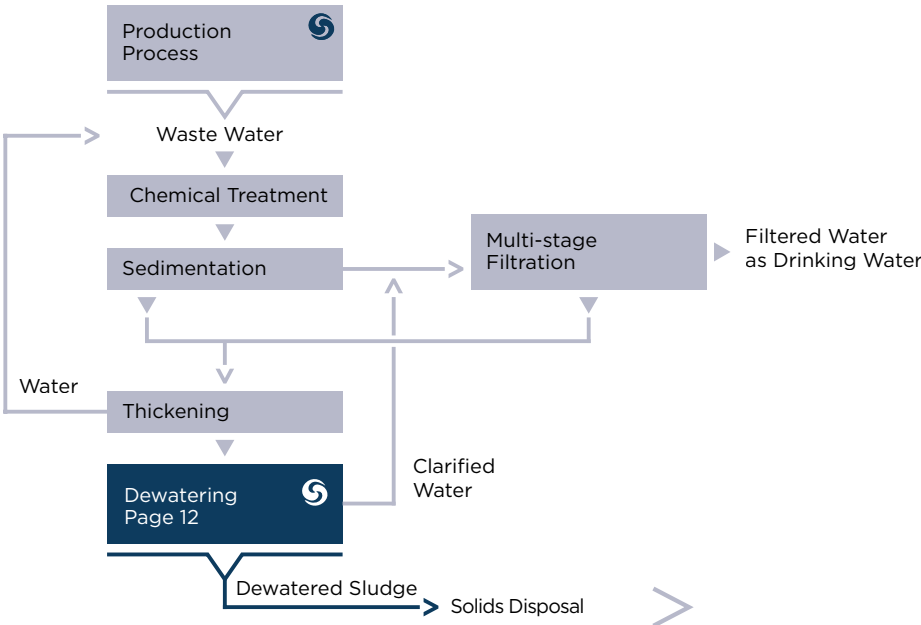 Production
Process
Waste Water
Chemical Treatment
Sedimentation
Multi-stage
Filtration
Filtered Water
as Drinking Water
Water
Thickening
Clarified
Water
Dewatering
Page 12
Dewatered Sludge
Solids Disposal